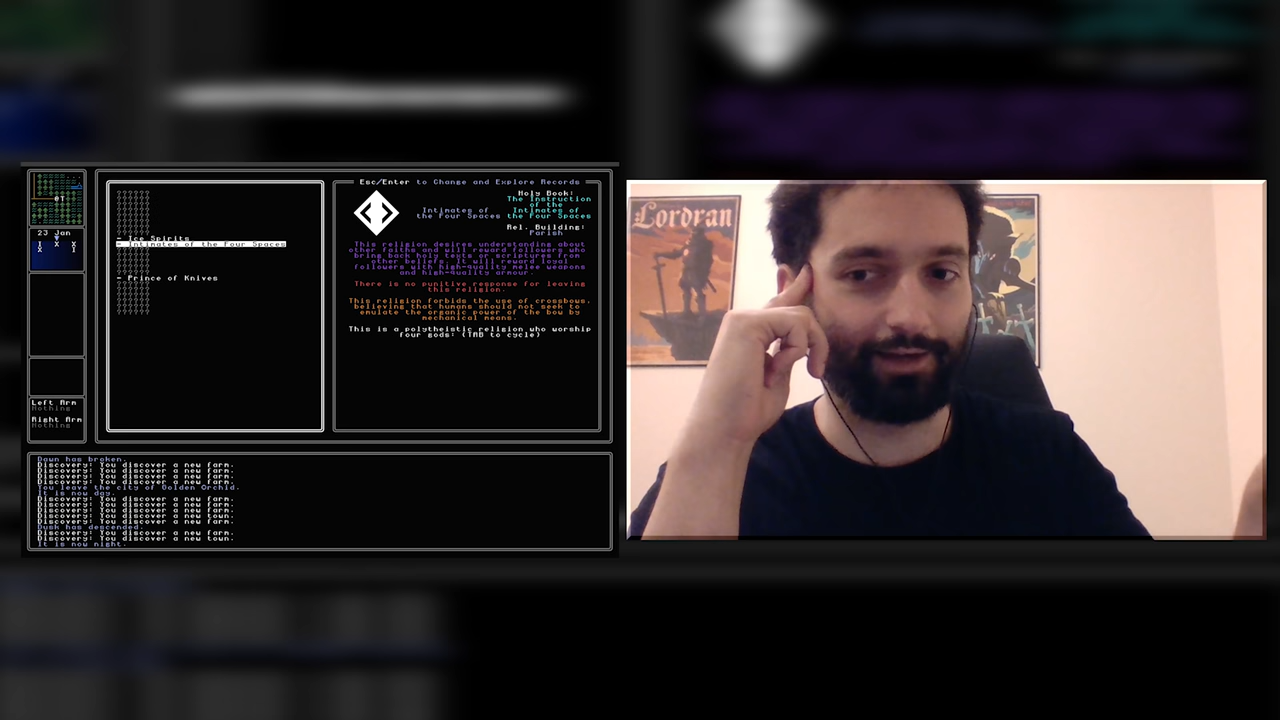 23 Jan
Y
I X X
X I
Left Arm
Nothing
Right Arm
Nothing
??????
??????
??????
??????
??????
??????
??????
??????
- Ice Spirits
- Intimates of the Four Spaces
??????
??????
??????
??????
??????
- Prince of Knives
??????
??????
??????
??????
??????
??????
Esc/Enter to Change and Explore Records
Intimates of
the Four Spaces
Holy Book:
The Instruction
of the
Intimates of
the Four Spaces
Rel. Building:
Parish
This religion desires understanding about
other faiths and will reward followers who
bring back holy texts or scriptures from
other beliefs. It will reward loyal
followers with high-quality melee weapons
and high-quality armour.
There is no punitive response for leaving
this religion.
This religion forbids the use of crossbows,
believing that humans should not seek to
emulate the organic power of the bow by
mechanical means.
This is a polytheistic religion who worship
four gods: (TAB to cycle)
Dawn has broken.
Discovery: You discover a new farm.
Discovery: You discover a new farm.
Discovery: You discover a new farm.
Discovery: You discover a new farm.
You leave the city of Golden Orchid.
It is now day.
Discovery: You discover a new farm.
Discovery: You discover a new farm.
Discovery: You discover a new farm.
Discovery: You discover a new town.
Discovery: You discover a new farm.
Dusk has descended.
Discovery: You discover a new farm.
Discovery: You discover a new town.
It is now night.
Lordran